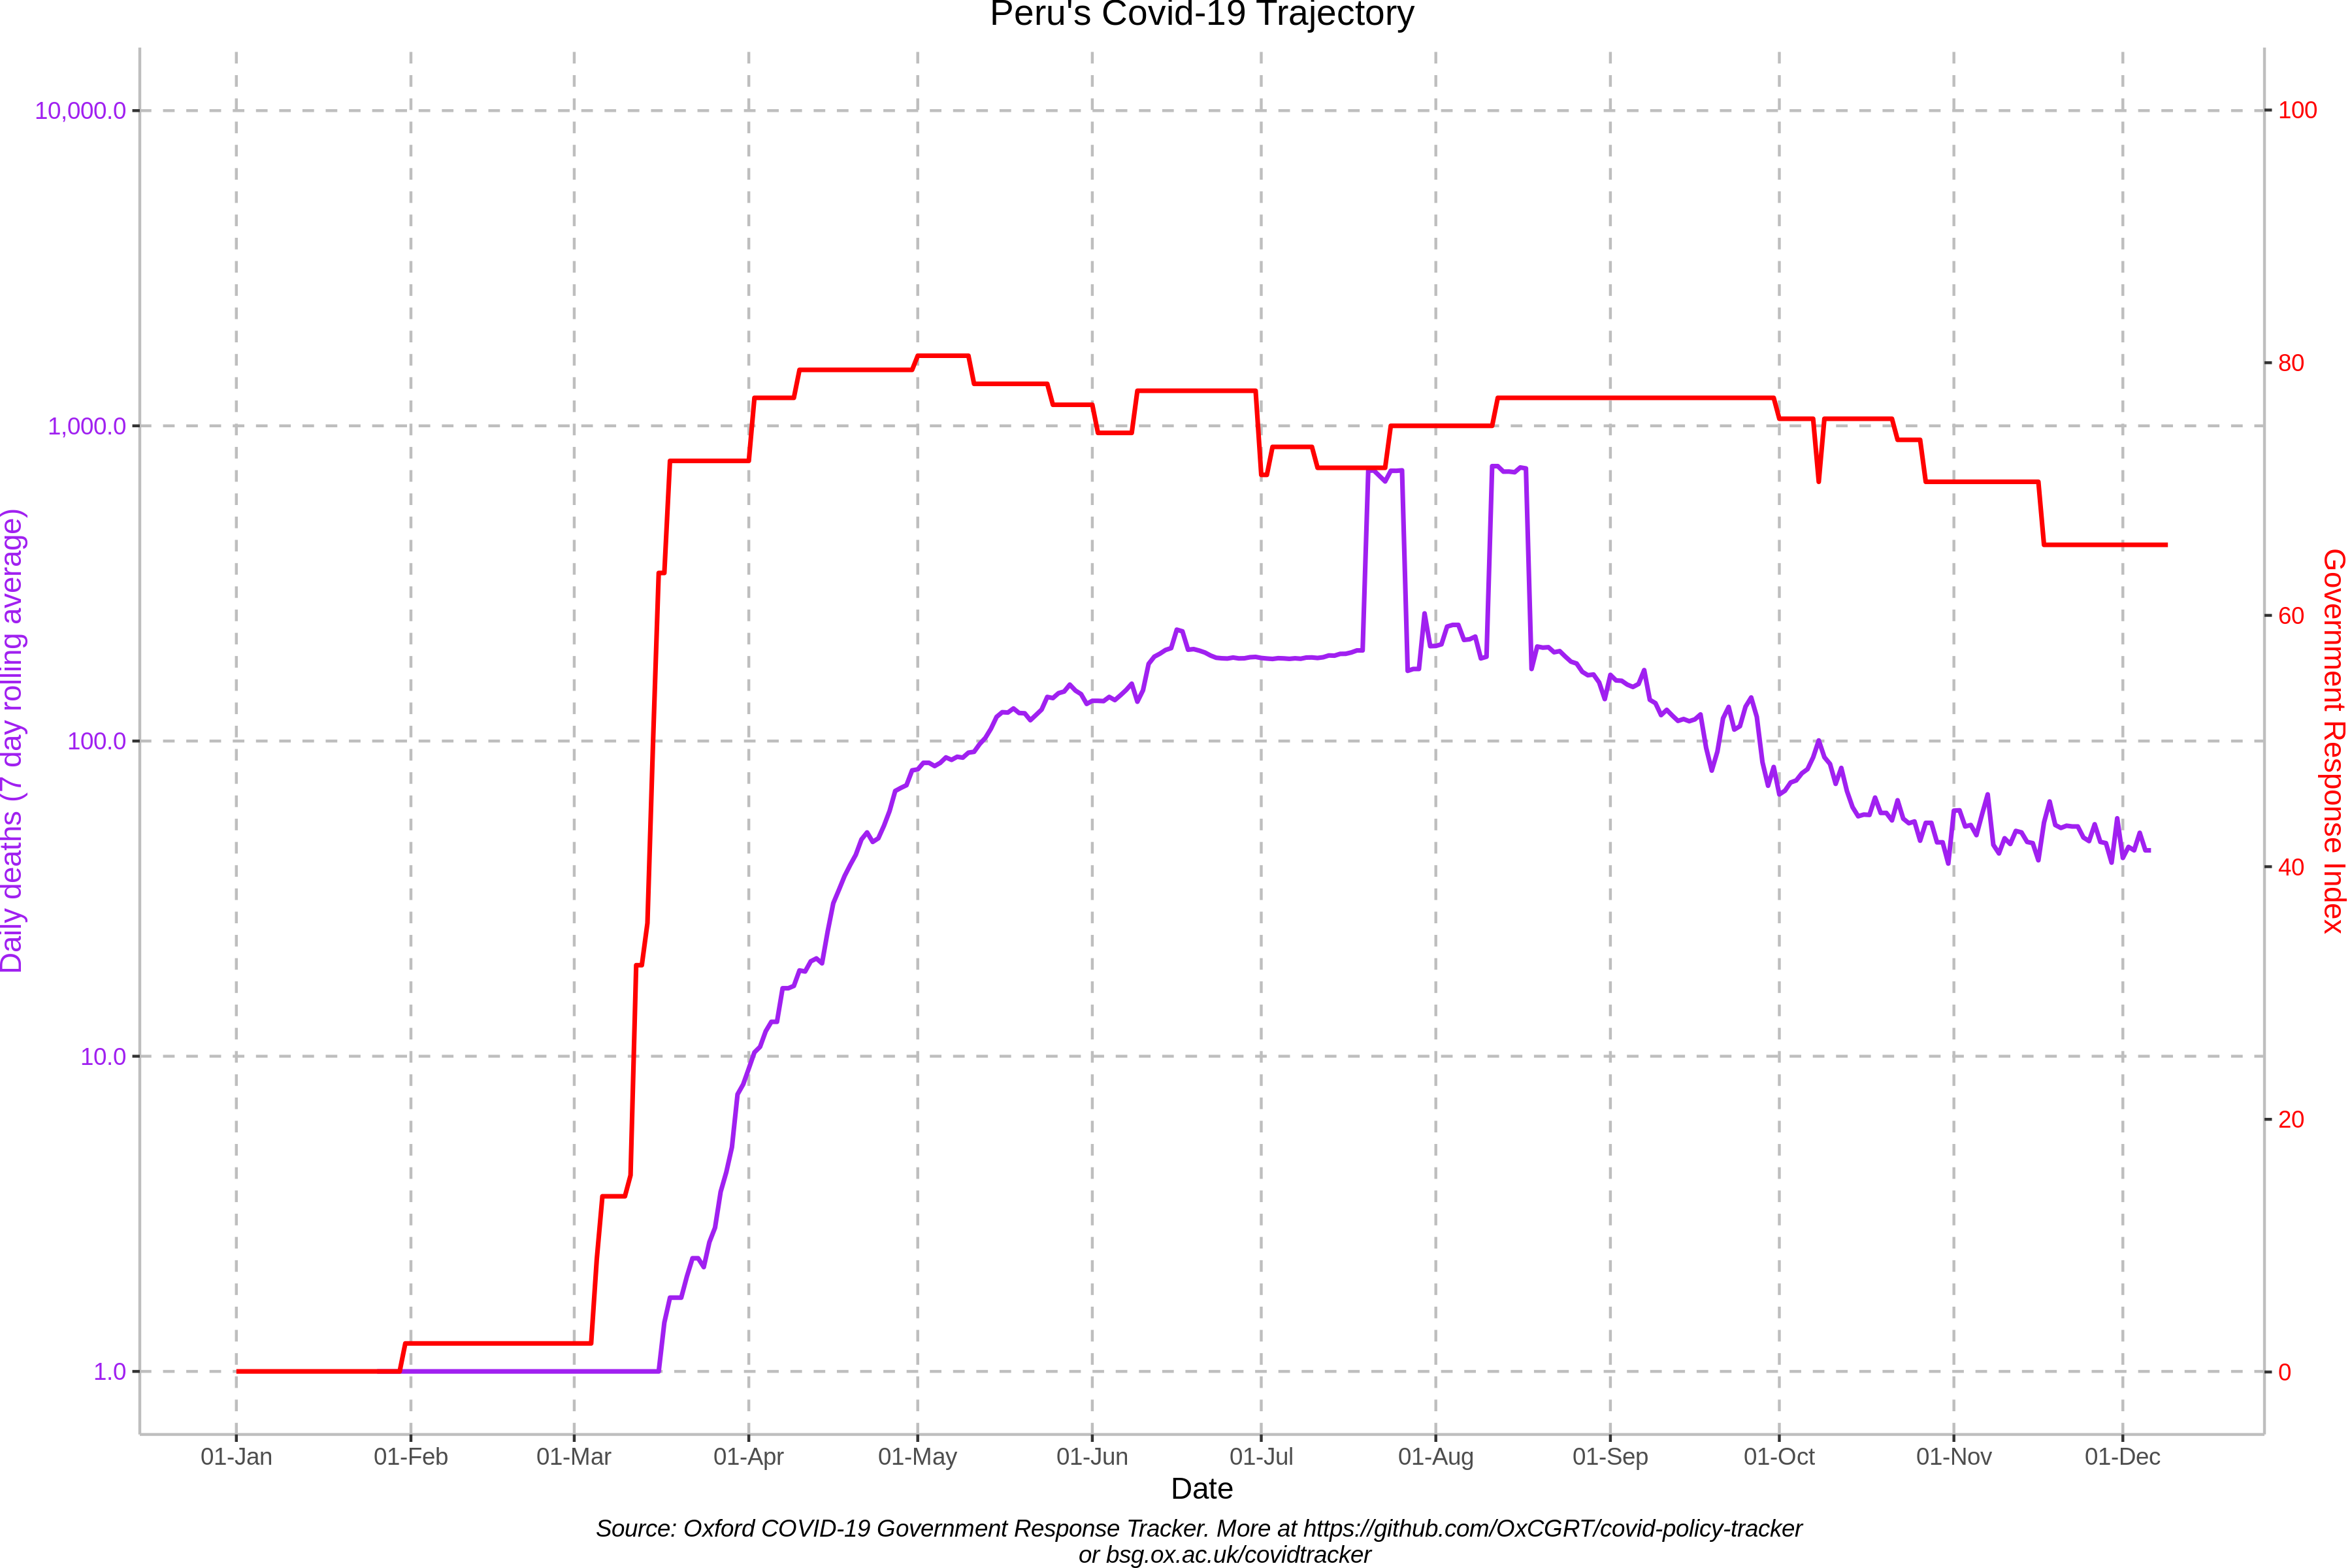 Peru's Covid-19 Trajectory
10,000.0
1,000.0
100.0
10.0
1.0
Daily deaths (7 day rolling average)
100
80
60
40
20
0
Government Response Index
01-Jan 01-Feb 01-Mar 01-Apr 01-May 01-Jun 01-Jul 01-Aug 01-Sep 01-Oct 01-Nov 01-Dec
Date
Source: Oxford COVID-19 Government Response Tracker. More at https://github.com/OxCGRT/covid-policy-tracker
or bsg.ox.ac.uk/covidtracker